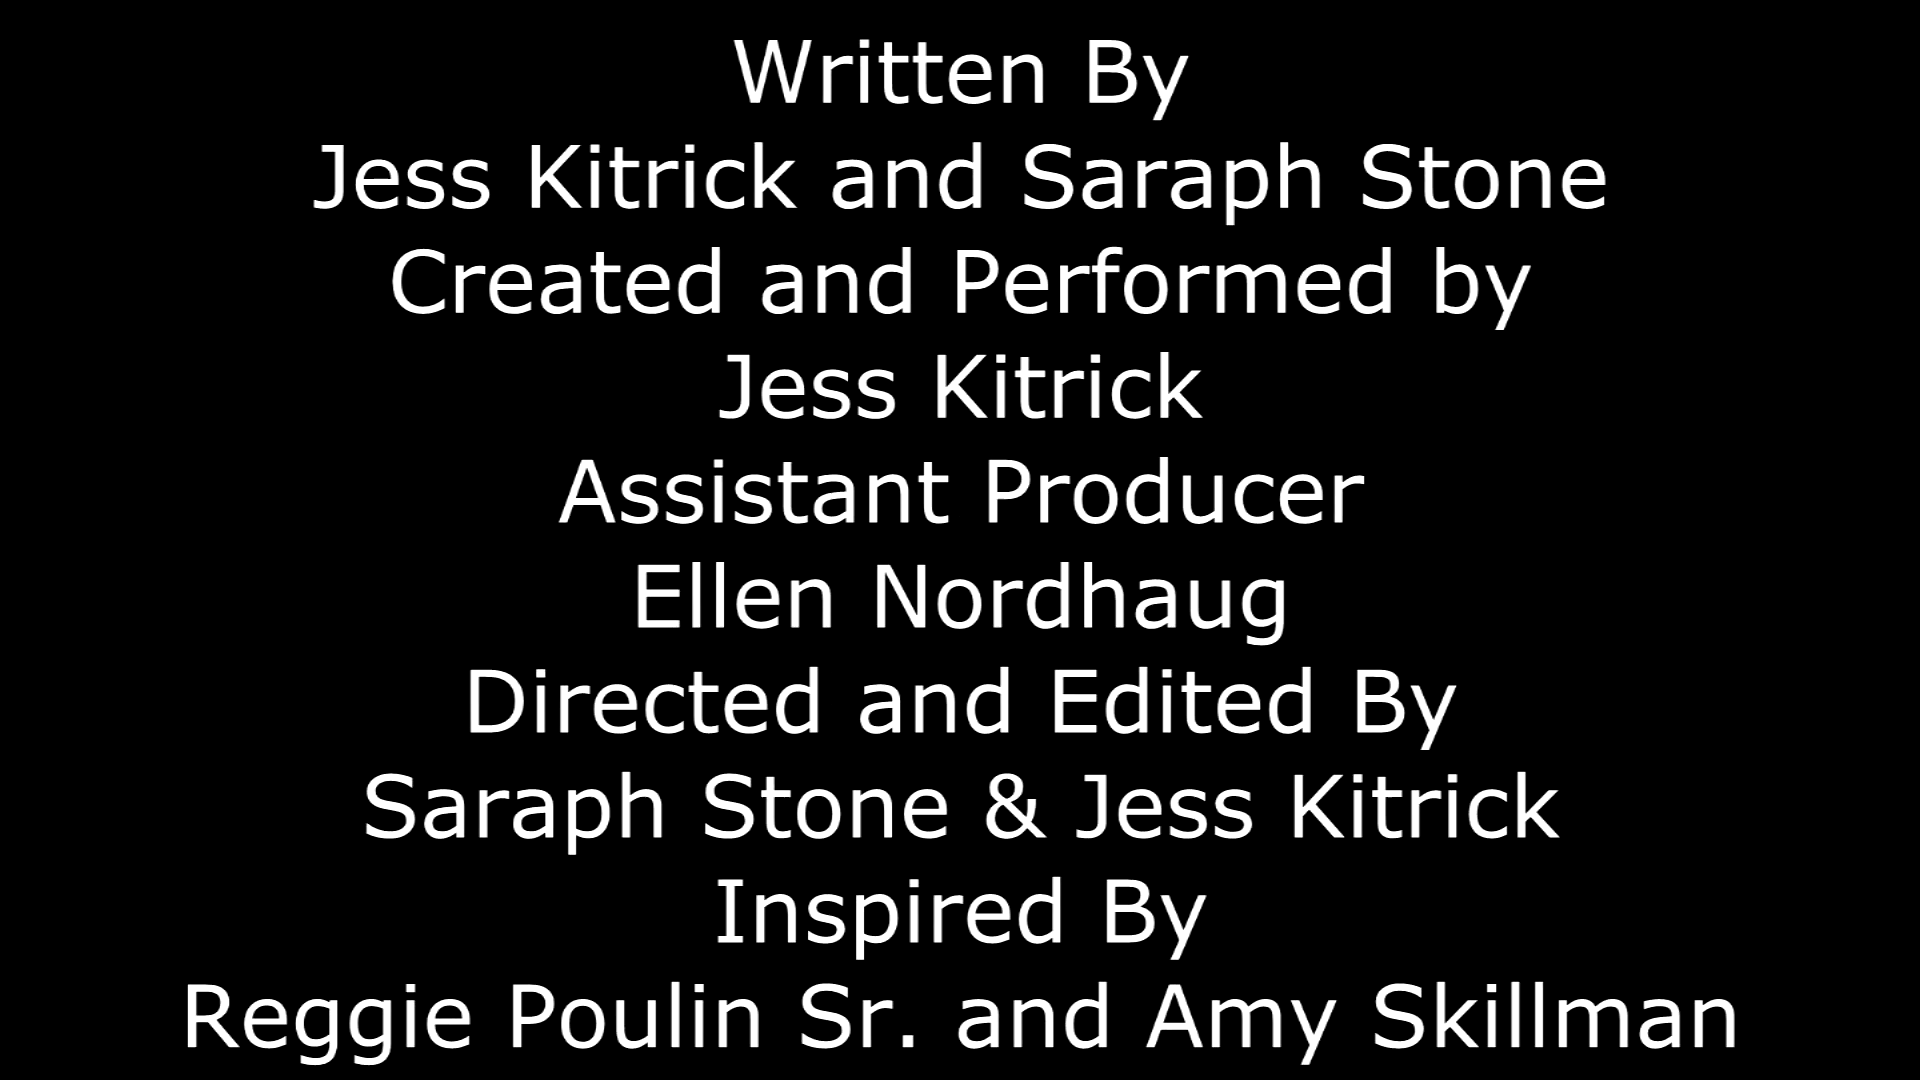 Written By
Jess Kitrick and Saraph Stone
Created and Performed by
Jess Kitrick
Assistant Producer
Ellen Nordhaug
Directed and Edited By
Saraph Stone & Jess Kitrick
Inspired By
Reggie Poulin Sr. and Amy Skillman